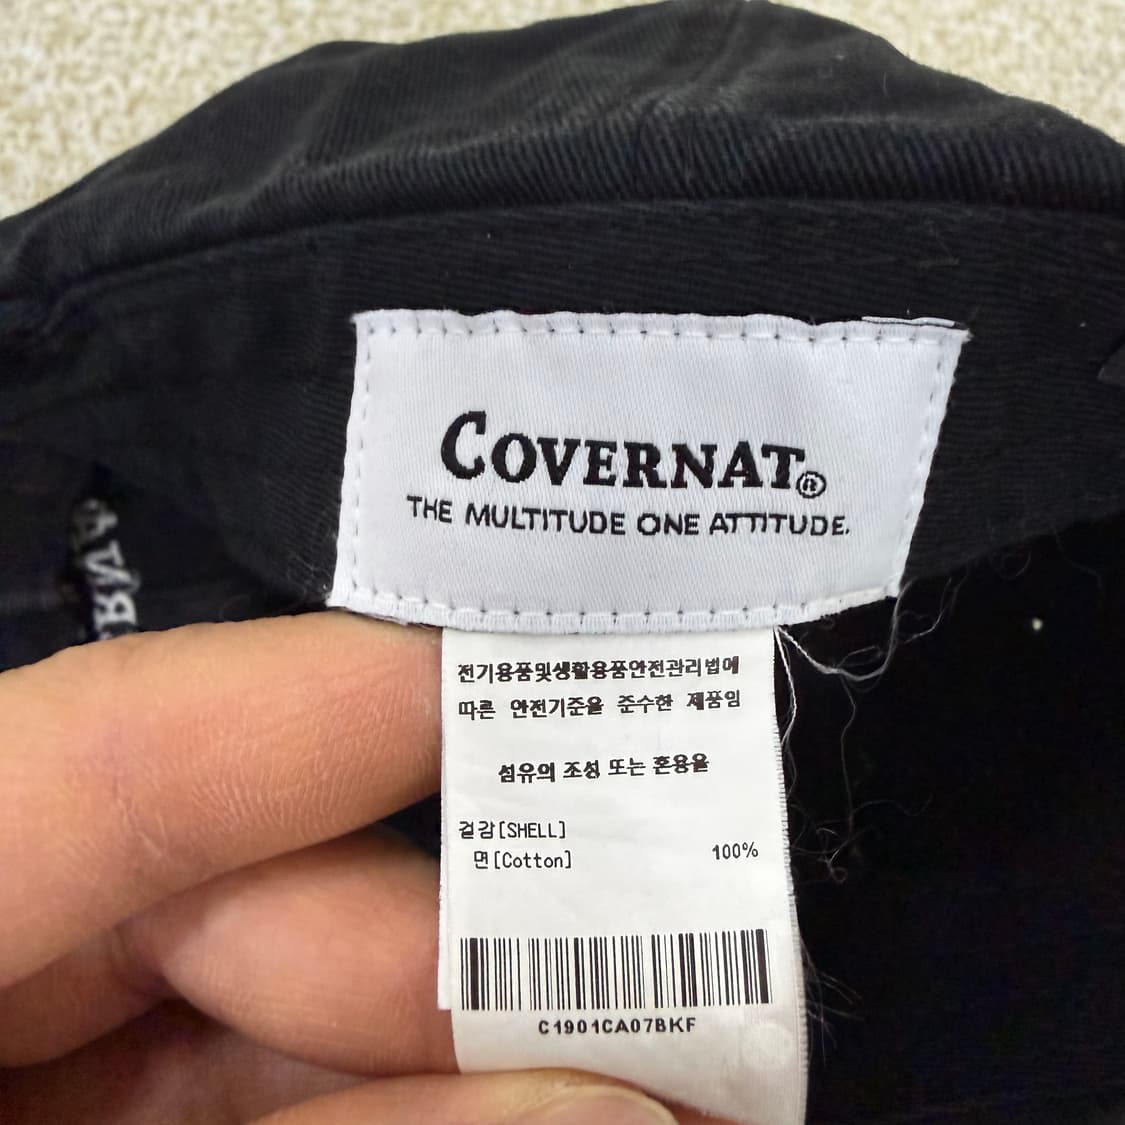 COVERNAT®
THE MULTITUDE ONE ATTITUDE.
전기용품및생활용품안전관리법에
따른 안전기준을 준수한 제품임
섬유의 조성 또는 혼용율
겉감[SHELL]
면[Cotton] 100%
C1901CA07BKF